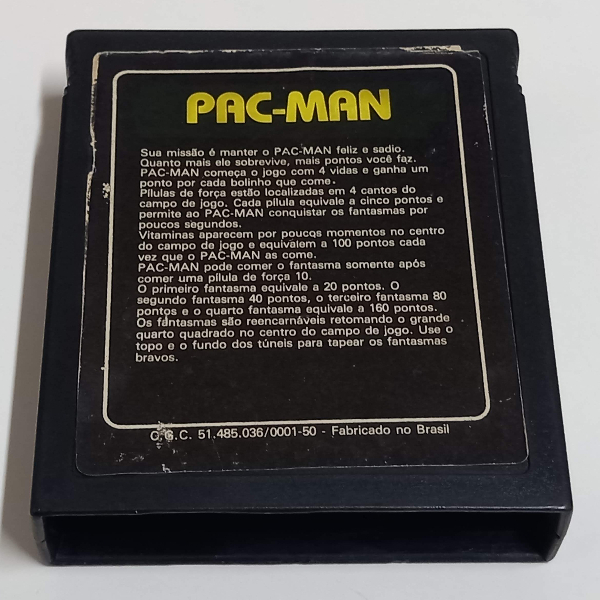 PAC-MAN
Sua missão é manter o PAC-MAN feliz e sadio.
Quanto mais ele sobrevive, mais pontos você faz.
PAC-MAN começa o jogo com 4 vidas e ganha um
ponto por cada bolinho que come.
Pílulas de força estão localizadas em 4 cantos do
campo de jogo. Cada pílula equivale a cinco pontos e
permite ao PAC-MAN conquistar os fantasmas por
poucos segundos.
Vitaminas aparecem por poucos momentos no centro
do campo de jogo e equivalem a 100 pontos cada
vez que o PAC-MAN as come.
PAC-MAN pode comer o fantasma somente após
comer uma pílula de força 10.
O primeiro fantasma equivale a 20 pontos. O
segundo fantasma 40 pontos, o terceiro fantasma 80
pontos e o quarto fantasma equivale a 160 pontos.
Os fantasmas são reencarnáveis retomando o grande
quarto quadrado no centro do campo de jogo. Use o
topo e o fundo dos túneis para tapear os fantasmas
bravos.
C.G.C. 51.485.036/0001-50 - Fabricado no Brasil